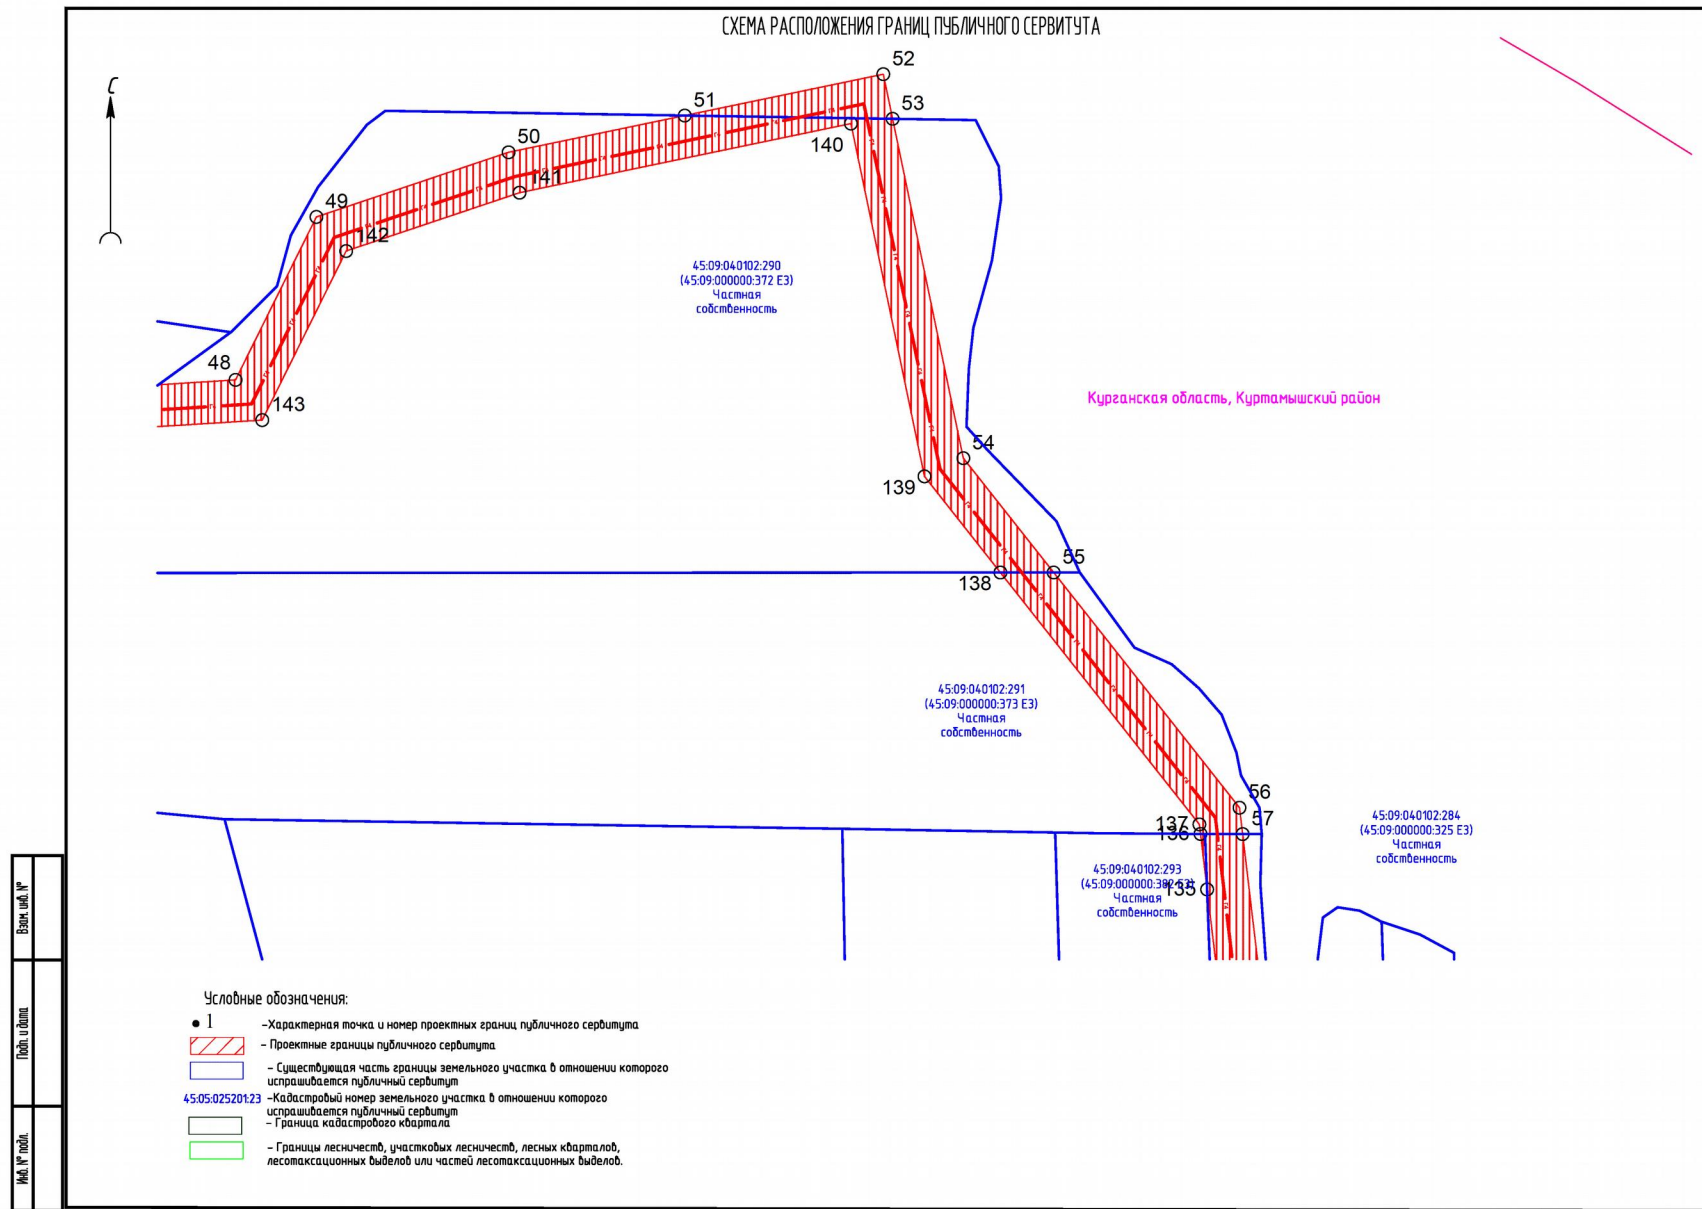 СХЕМА РАСПОЛОЖЕНИЯ ГРАНИЦ ПУБЛИЧНОГО СЕРВИТУТА
С
52
51
53
50
140
141
49
142
45:09:040102:290
(45:09:000000:372 ЕЗ)
Частная
собственность
48
143
Курганская область, Куртамышский район
54
139
55
138
45:09:040102:291
(45:09:000000:373 ЕЗ)
Частная
собственность
56
57
137
136
45:09:040102:284
(45:09:000000:325 ЕЗ)
Частная
собственность
45:09:040102:293
(45:09:000000:382 ЕЗ)
135
Частная
собственность
Взам. инв. №
Подп. и дата
Инв. № подл.
Условные обозначения:
1 -Характерная точка и номер проектных границ публичного сервитута
- Проектные границы публичного сервитута
- Существующая часть границы земельного участка в отношении которого
испрашивается публичный сервитут
45:05:025201:23 -Кадастровый номер земельного участка в отношении которого
испрашивается публичный сервитут
- Граница кадастрового квартала
- Границы лесничеств, участковых лесничеств, лесных кварталов,
лесотаксационных выделов или частей лесотаксационных выделов.